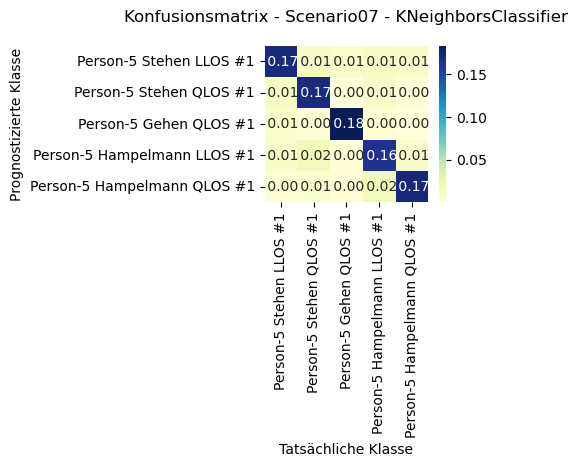 Konfusionsmatrix - Scenario07 - KNeighborsClassifier
Prognostizierte Klasse
Person-5 Stehen LLOS #1
0.17 0.01 0.01 0.01 0.01
Person-5 Stehen QLOS #1
0.01 0.17 0.00 0.01 0.00
Person-5 Gehen QLOS #1
0.01 0.00 0.18 0.00 0.00
Person-5 Hampelmann LLOS #1
0.01 0.02 0.00 0.16 0.01
Person-5 Hampelmann QLOS #1
0.00 0.01 0.00 0.02 0.17
0.15
0.10
0.05
Person-5 Stehen LLOS #1
Person-5 Stehen QLOS #1
Person-5 Gehen QLOS #1
Person-5 Hampelmann LLOS #1
Person-5 Hampelmann QLOS #1
Tatsächliche Klasse